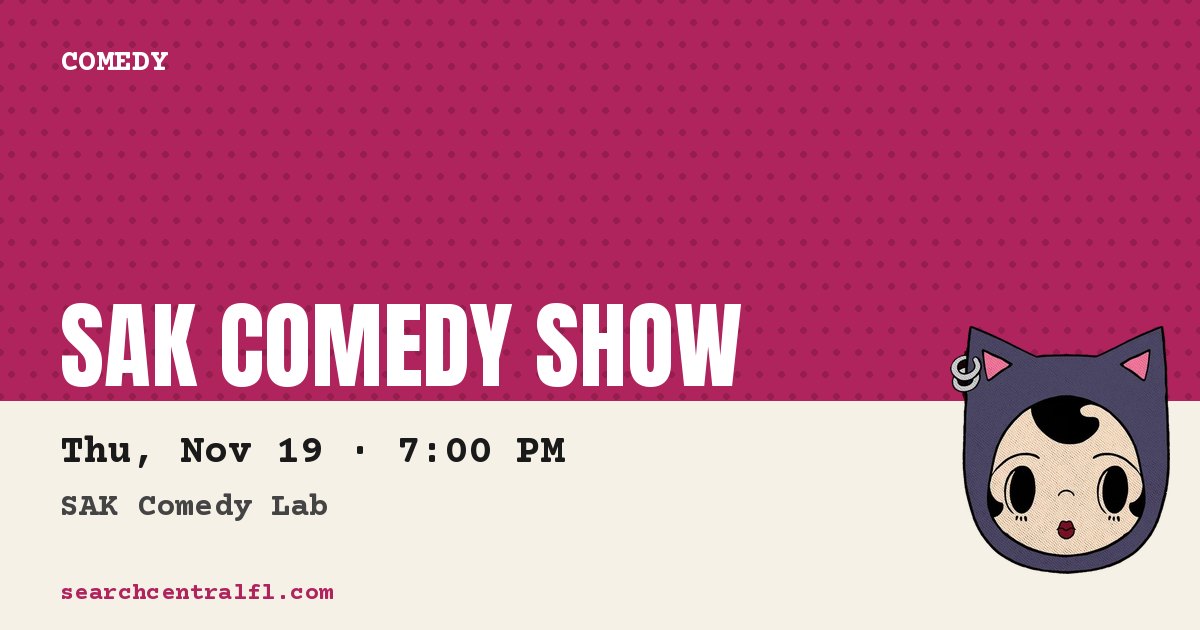 COMEDY
SAK COMEDY SHOW
Thu, Nov 19 · 7:00 PM
SAK Comedy Lab
searchcentralfl.com